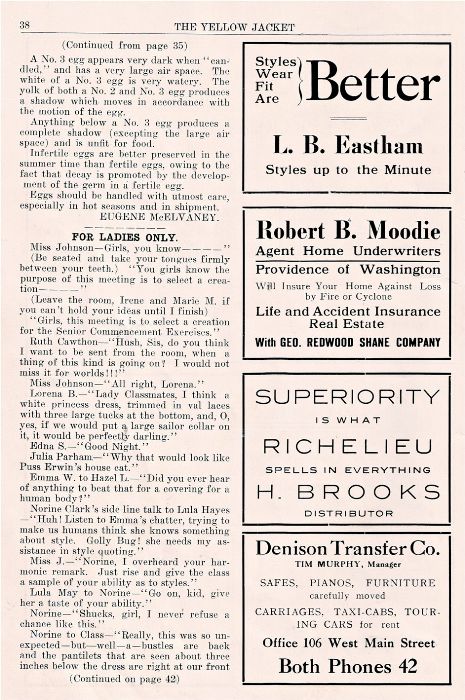 38
THE YELLOW JACKET
(Continued from page 35)
A No. 3 egg appears very dark when "can-
dled," and has a very large air space. The
white of a No. 3 egg is very watery. The
yolk of both a No. 2 and No. 3 egg produces
a shadow which moves in accordance with
the motion of the egg.
Anything below a No. 3 egg produces a
complete shadow (excepting the large air
space) and is unfit for food.
Infertile eggs are better preserved in the
summer time than fertile eggs, owing to the
fact that decay is promoted by the develop-
ment of the germ in a fertile egg.
Eggs should be handled with utmost care,
especially in hot seasons and in shipment.
EUGENE McELVANEY.
FOR LADIES ONLY.
Miss Johnson—Girls, you know————"
(Be seated and take your tongues firmly
between your teeth.) "You girls know the
purpose of this meeting is to select a crea-
tion————"
(Leave the room, Irene and Marie M. if
you can't hold your ideas until I finish)
"Girls, this meeting is to select a creation
for the Senior Commencement Exercises."
Ruth Cawthon—"Hush, Sis, do you think
I want to be sent from the room, when a
thing of this kind is going on? I would not
miss it for worlds!!!"
Miss Johnson—"All right, Lorena."
Lorena B.—"Lady Classmates, I think a
white princess dress, trimmed in val laces
with three large tucks at the bottom, and, O,
yes, if we would put a large sailor collar on
it, it would be perfectly darling."
Edna S.—"Good Night."
Julia Parham—"Why that would look like
Puss Erwin's house cat."
Emma W. to Hazel L.—"Did you ever hear
of anything to beat that for a covering for a
human body?"
Norine Clark's side line talk to Lula Hayes
—"Huh! Listen to Emma's chatter, trying to
make us humans think she knows something
about style. Golly Bug! she needs my as-
sistance in style quoting."
Miss J.—"Norine, I overheard your har-
monic remark. Just rise and give the class
a sample of your ability as to styles."
Lula May to Norine—"Go on, kid, give
her a taste of your ability."
Norine—"Shucks, girl, I never refuse a
chance like this."
Norine to Class—"Really, this was so un-
expected—but—well—a—bustles are back
and the pantilets that are seen about three
inches below the dress are right at our front
(Continued on page 42)
Styles
Wear
Fit
Are
Better
L. B. Eastham
Styles up to the Minute
Robert B. Moodie
Agent Home Underwriters
Providence of Washington
Will Insure Your Home Against Loss
by Fire or Cyclone
Life and Accident Insurance
Real Estate
With GEO. REDWOOD SHANE COMPANY
SUPERIORITY
IS WHAT
RICHELIEU
SPELLS IN EVERYTHING
H. BROOKS
DISTRIBUTOR
Denison Transfer Co.
TIM MURPHY, Manager
SAFES, PIANOS, FURNITURE
carefully moved
CARRIAGES, TAXI-CABS, TOUR-
ING CARS for rent
Office 106 West Main Street
Both Phones 42